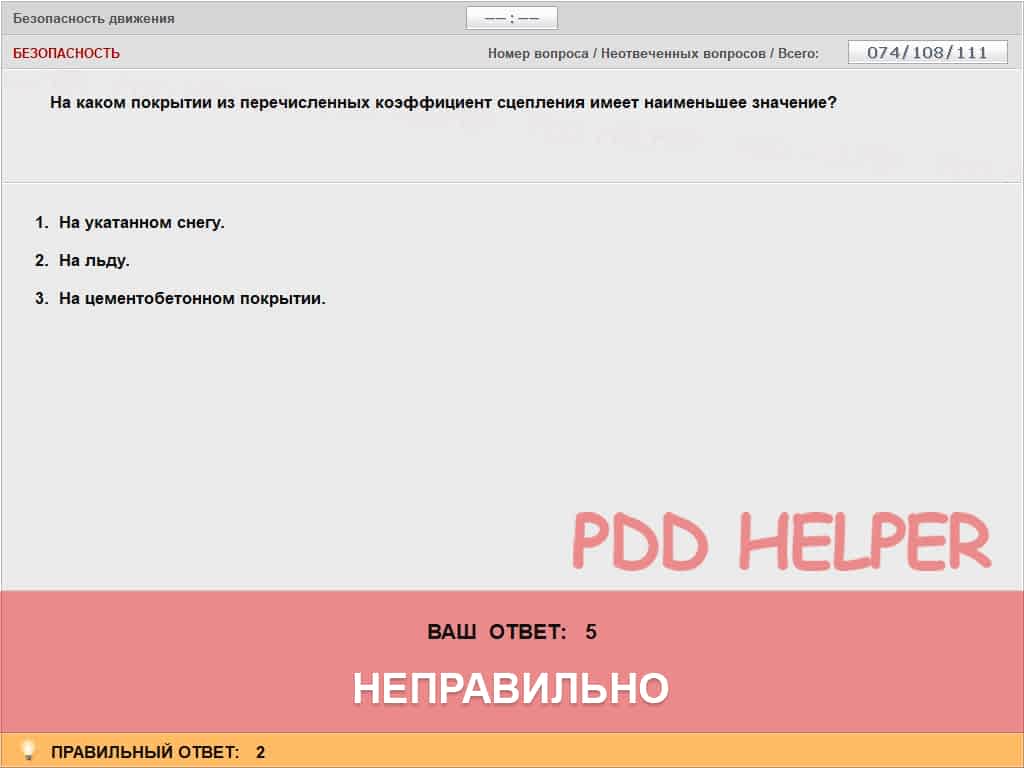 Безопасность движения
—— : ——
БЕЗОПАСНОСТЬ
Номер вопроса / Неотвеченных вопросов / Всего:
074/108/111
На каком покрытии из перечисленных коэффициент сцепления имеет наименьшее значение?
1. На укатанном снегу.
2. На льду.
3. На цементобетонном покрытии.
PDD HELPER
ВАШ ОТВЕТ: 5
НЕПРАВИЛЬНО
ПРАВИЛЬНЫЙ ОТВЕТ: 2